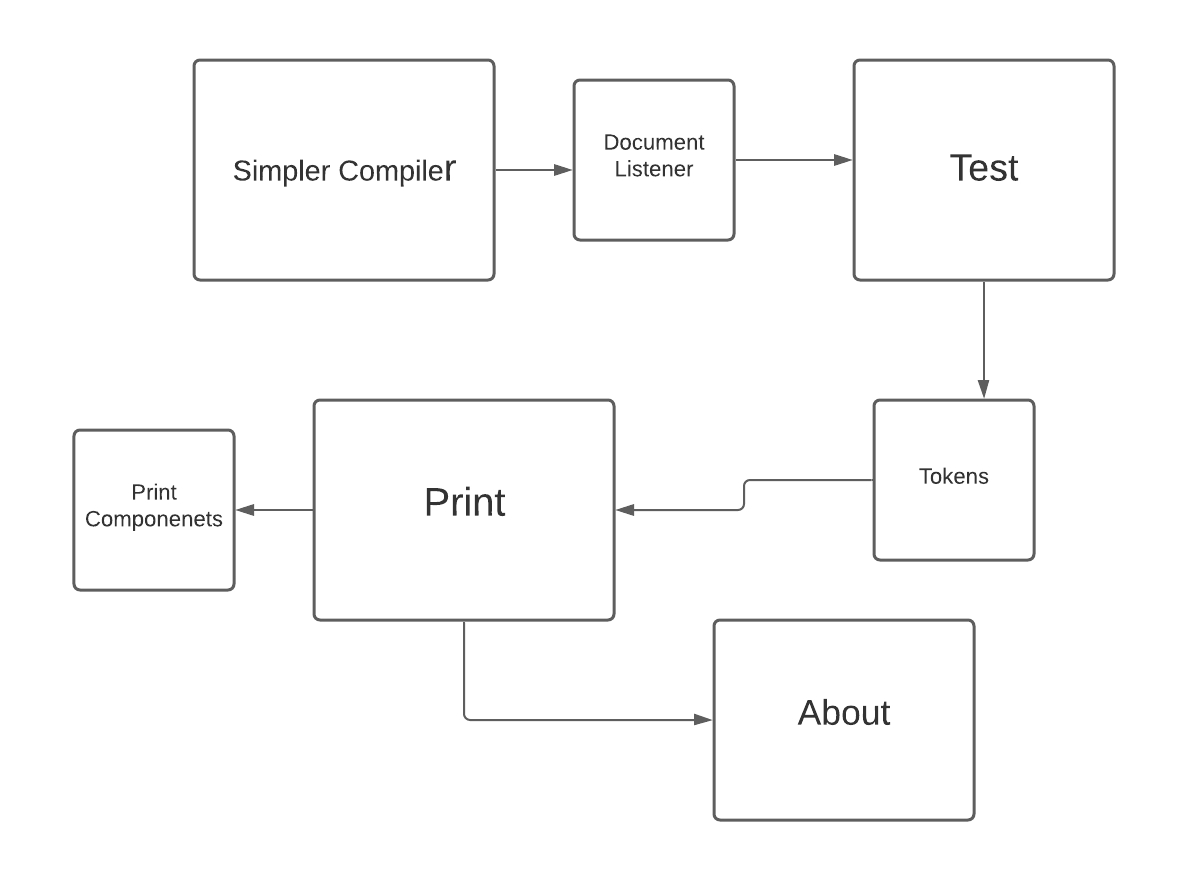 Simpler Compiler
Document
Listener
Test
Print
Componenets
Print
Tokens
About